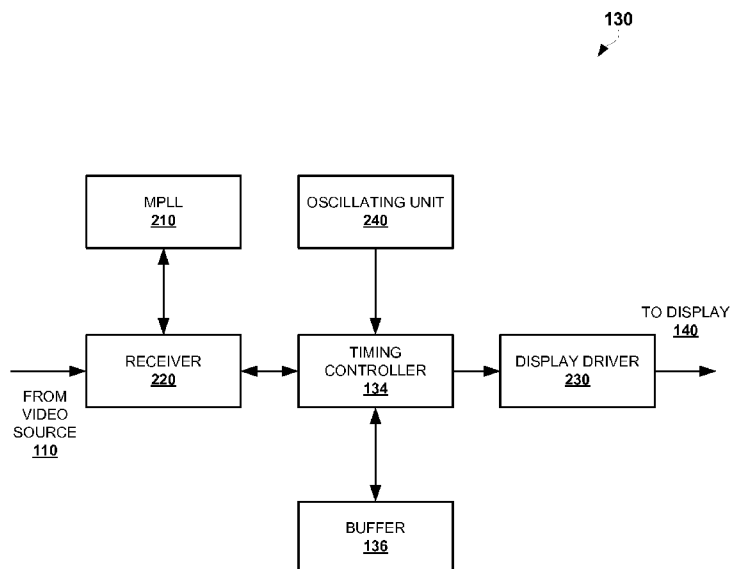 130
MPLL
210
OSCILLATING UNIT
240
TO DISPLAY
140
RECEIVER
220
TIMING
CONTROLLER
134
DISPLAY DRIVER
230
FROM
VIDEO
SOURCE
110
BUFFER
136